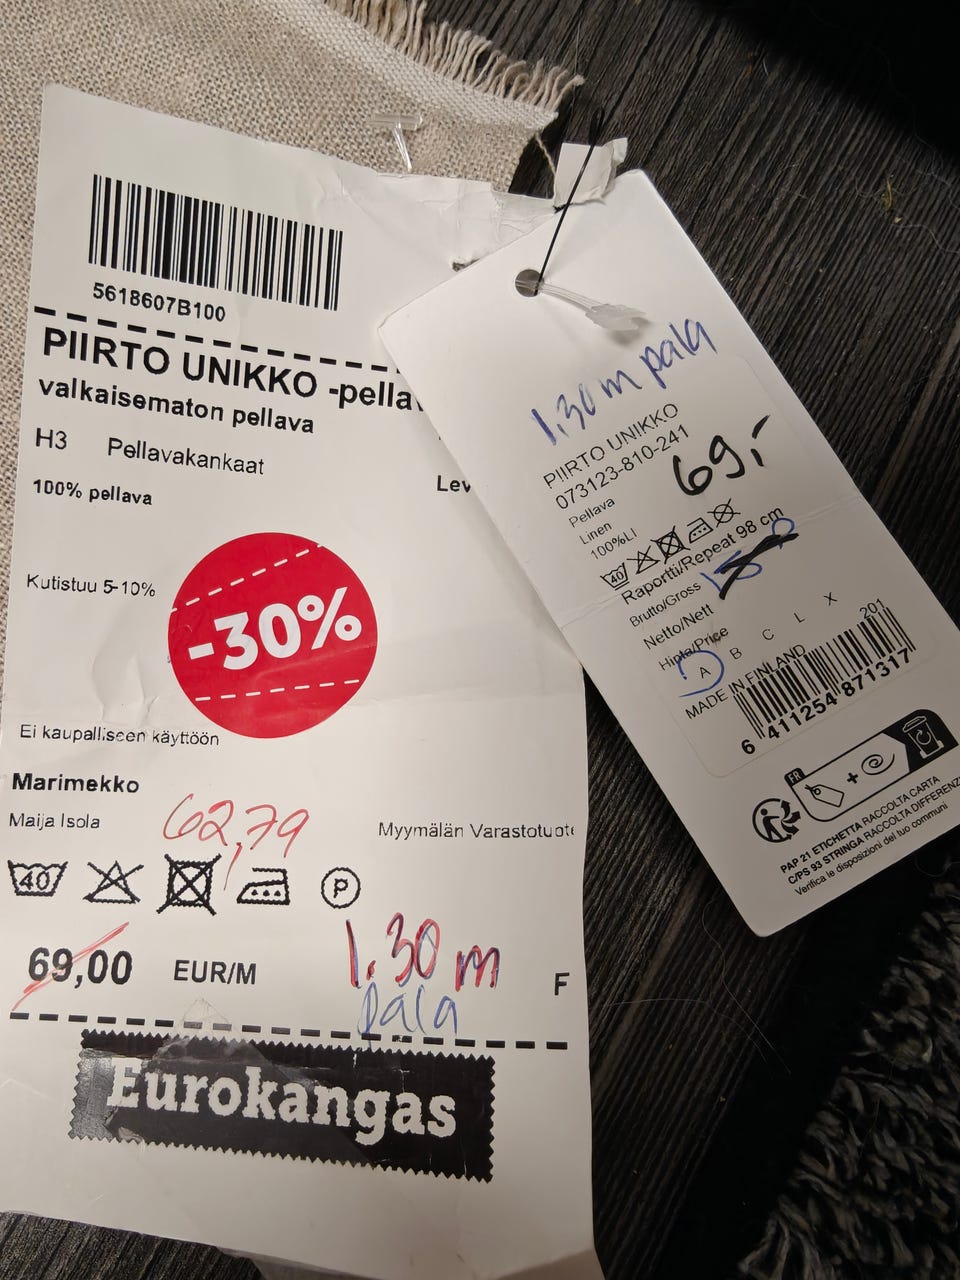 5618607B100
PIIRTO UNIKKO -pellav
valkaisematon pellava
H3 Pellavakankaat
100% pellava Lev
Kutistuu 5-10%
-30%
Ei kaupalliseen käyttöön
Marimekko
62,79
Maija Isola Myymälän Varastotuote
40 P
69,00 EUR/M 1.30 m F
pala
Eurokangas
1.30 m pala
PIIRTO UNIKKO
073123-810-241
69,-
Pellava
Linen
100%LI
40
Raportti/Repeat 98 cm
Brutto/Gross
Netto/Nett
Hinta/Price
A B C L X
MADE IN FINLAND
201
6 411254 871317
FR
PAP 21 ETICHETTA RACCOLTA CARTA
C/PS 93 STRINGA RACCOLTA DIFFERENZ
Verifica le disposizioni del tuo comuni